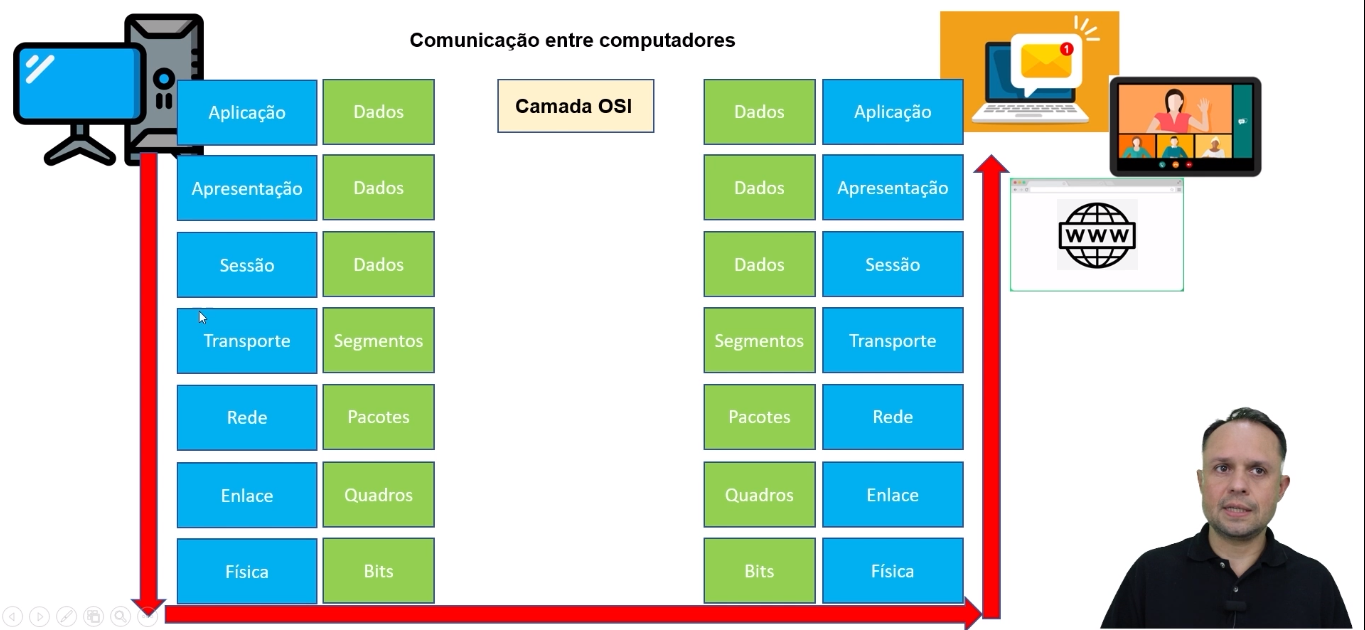 Comunicação entre computadores
1
Aplicação Dados Camada OSI Dados Aplicação
Apresentação Dados Dados Apresentação
WWW
Sessão Dados Dados Sessão
Transporte Segmentos Segmentos Transporte
Rede Pacotes Pacotes Rede
Enlace Quadros Quadros Enlace
Física Bits Bits Física